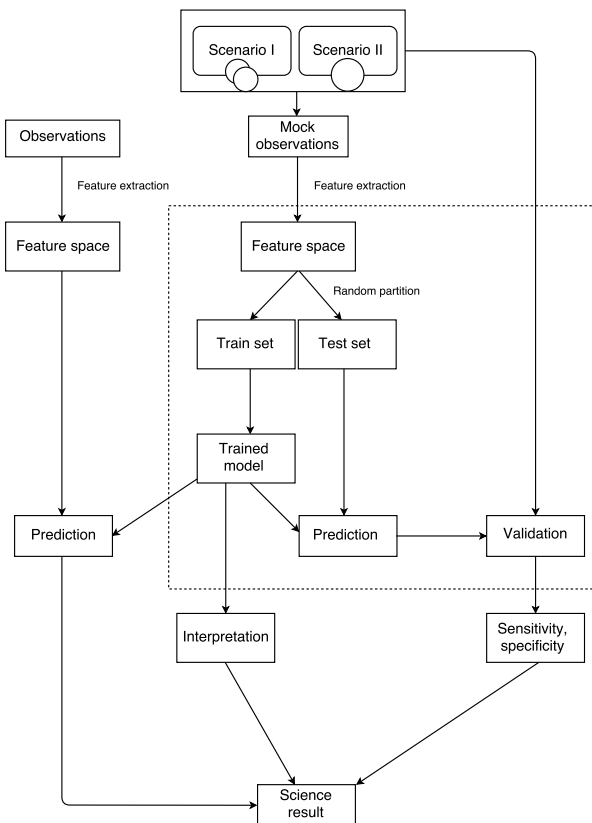 Scenario I
Scenario II
Mock
observations
Observations
Feature extraction
Feature extraction
Feature space
Feature space
Random partition
Train set
Test set
Trained
model
Prediction
Prediction
Validation
Interpretation
Sensitivity,
specificity
Science
result